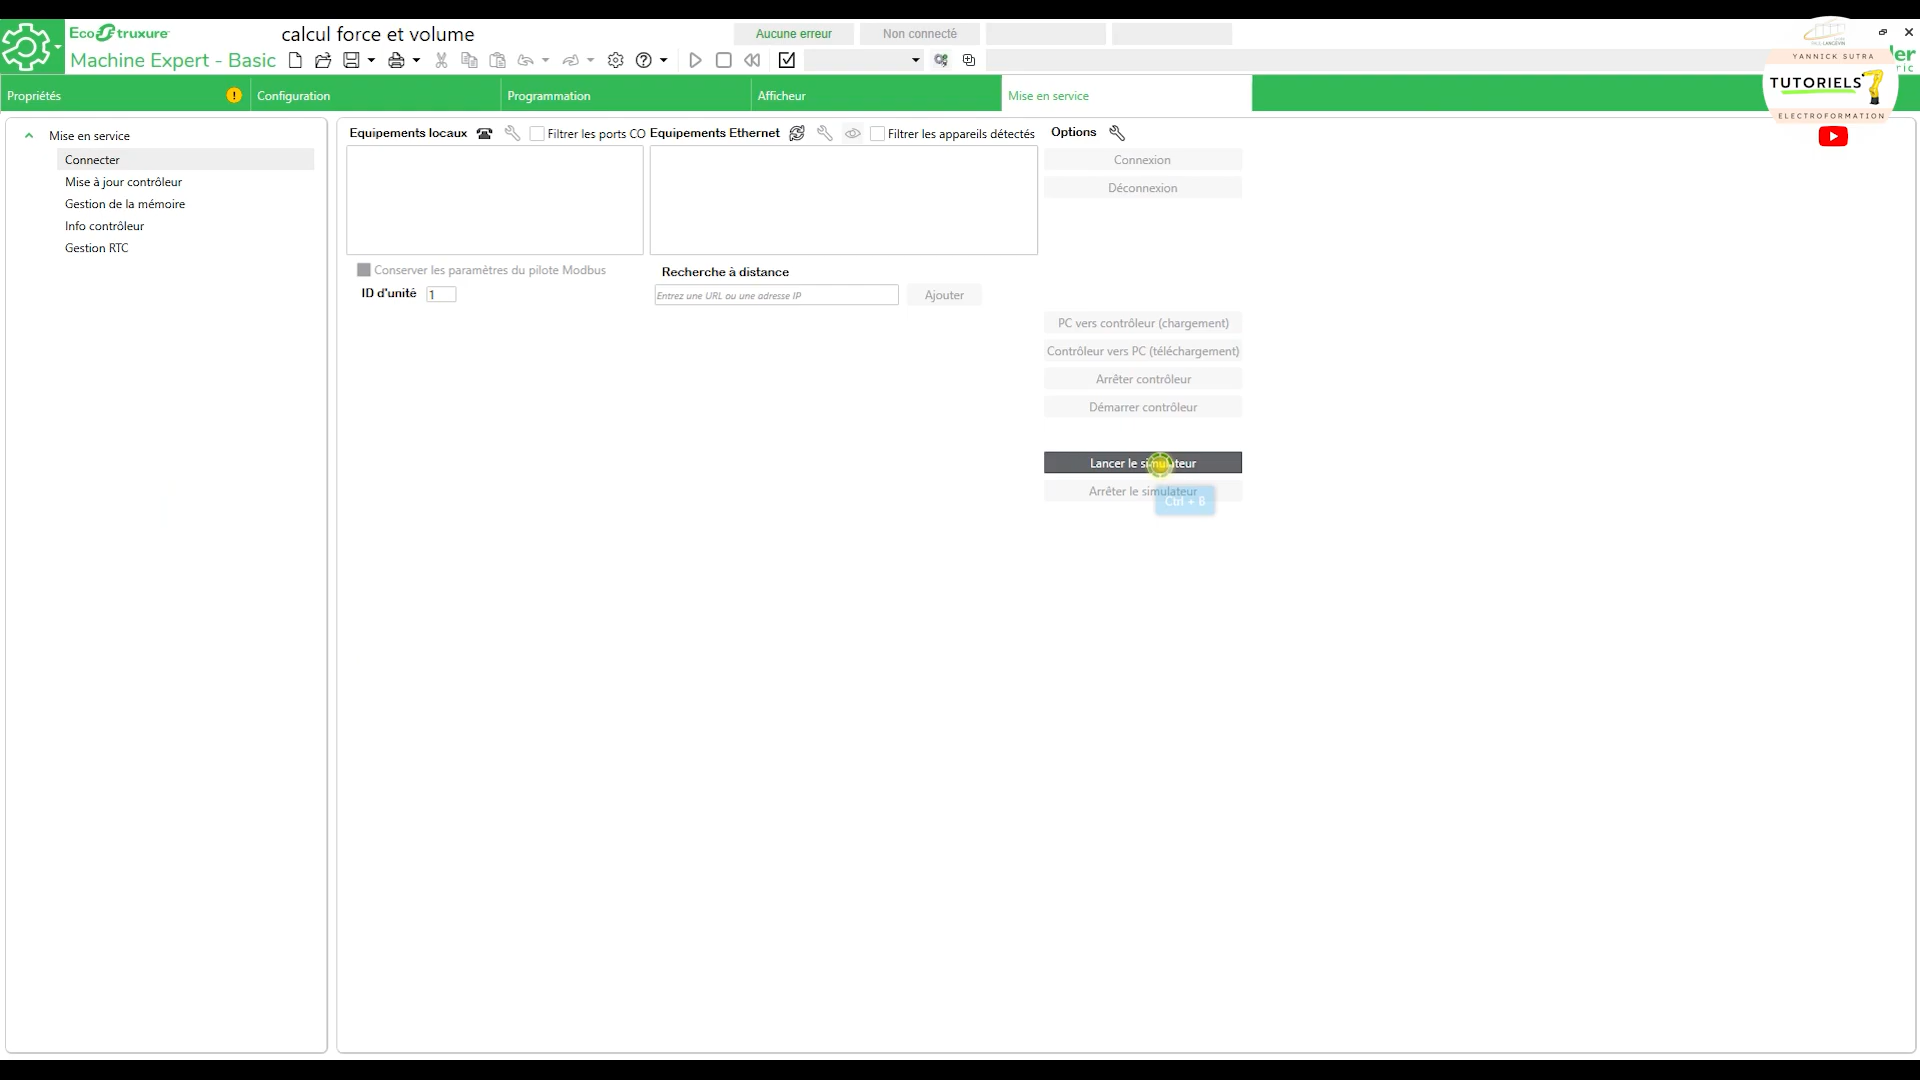 EcoStruxure
Machine Expert - Basic
calcul force et volume
Aucune erreur
Non connecté
YANNICK SUTRA
TUTORIELS
ELECTROFORMATION
Propriétés
Configuration
Programmation
Afficheur
Mise en service
Mise en service
Connecter
Mise à jour contrôleur
Gestion de la mémoire
Info contrôleur
Gestion RTC
Equipements locaux
Filtrer les ports CO
Equipements Ethernet
Filtrer les appareils détectés
Options
Connexion
Déconnexion
Conserver les paramètres du pilote Modbus
ID d'unité 1
Recherche à distance
Entrez une URL ou une adresse IP
Ajouter
PC vers contrôleur (chargement)
Contrôleur vers PC (téléchargement)
Arrêter contrôleur
Démarrer contrôleur
Lancer le simulateur
Arrêter le simulateur
Ctrl + B